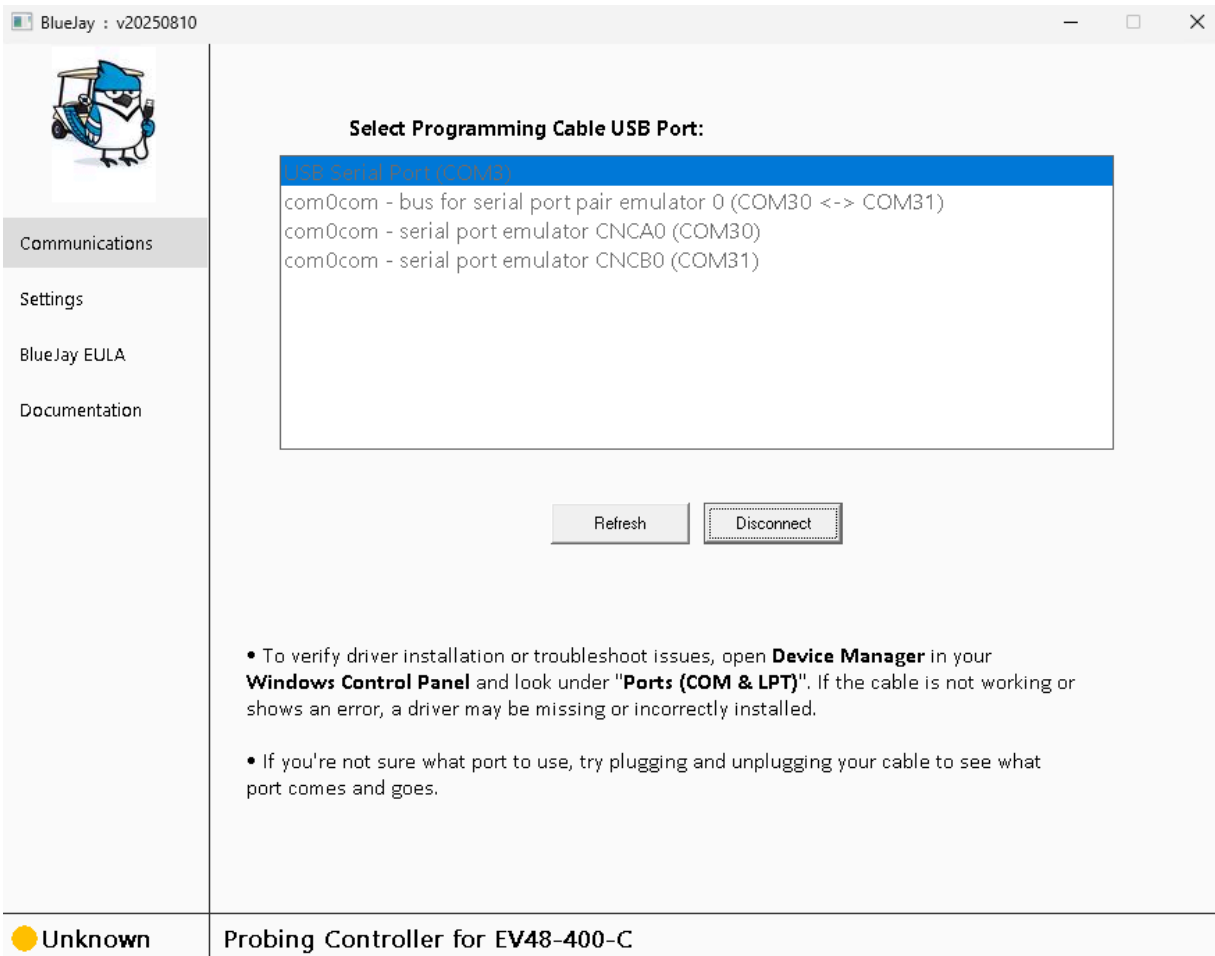 BlueJay : v20250810
Select Programming Cable USB Port:
USB Serial Port (COM3)
com0com - bus for serial port pair emulator 0 (COM30 <-> COM31)
com0com - serial port emulator CNCA0 (COM30)
com0com - serial port emulator CNCB0 (COM31)
Communications
Settings
BlueJay EULA
Documentation
Refresh
Disconnect
• To verify driver installation or troubleshoot issues, open Device Manager in your
Windows Control Panel and look under "Ports (COM & LPT)". If the cable is not working or
shows an error, a driver may be missing or incorrectly installed.
• If you're not sure what port to use, try plugging and unplugging your cable to see what
port comes and goes.
Unknown
Probing Controller for EV48-400-C